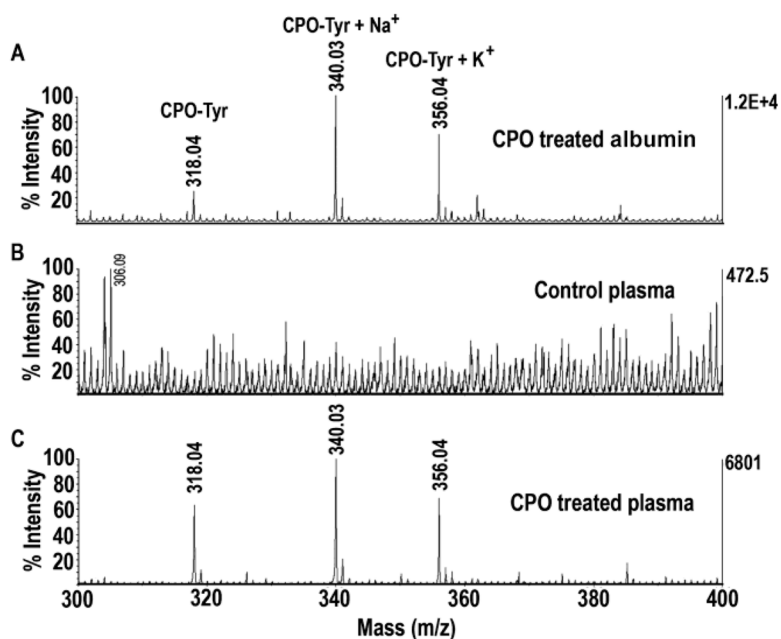 CPO-Tyr + Na+
A
340.03
CPO-Tyr + K+
356.04
CPO-Tyr
318.04
100
80
60
40
20
% Intensity
1.2E+4
CPO treated albumin
B
306.09
100
80
60
40
20
% Intensity
472.5
Control plasma
C
318.04
340.03
356.04
100
80
60
40
20
% Intensity
6801
CPO treated plasma
300
320
340
360
380
400
Mass (m/z)